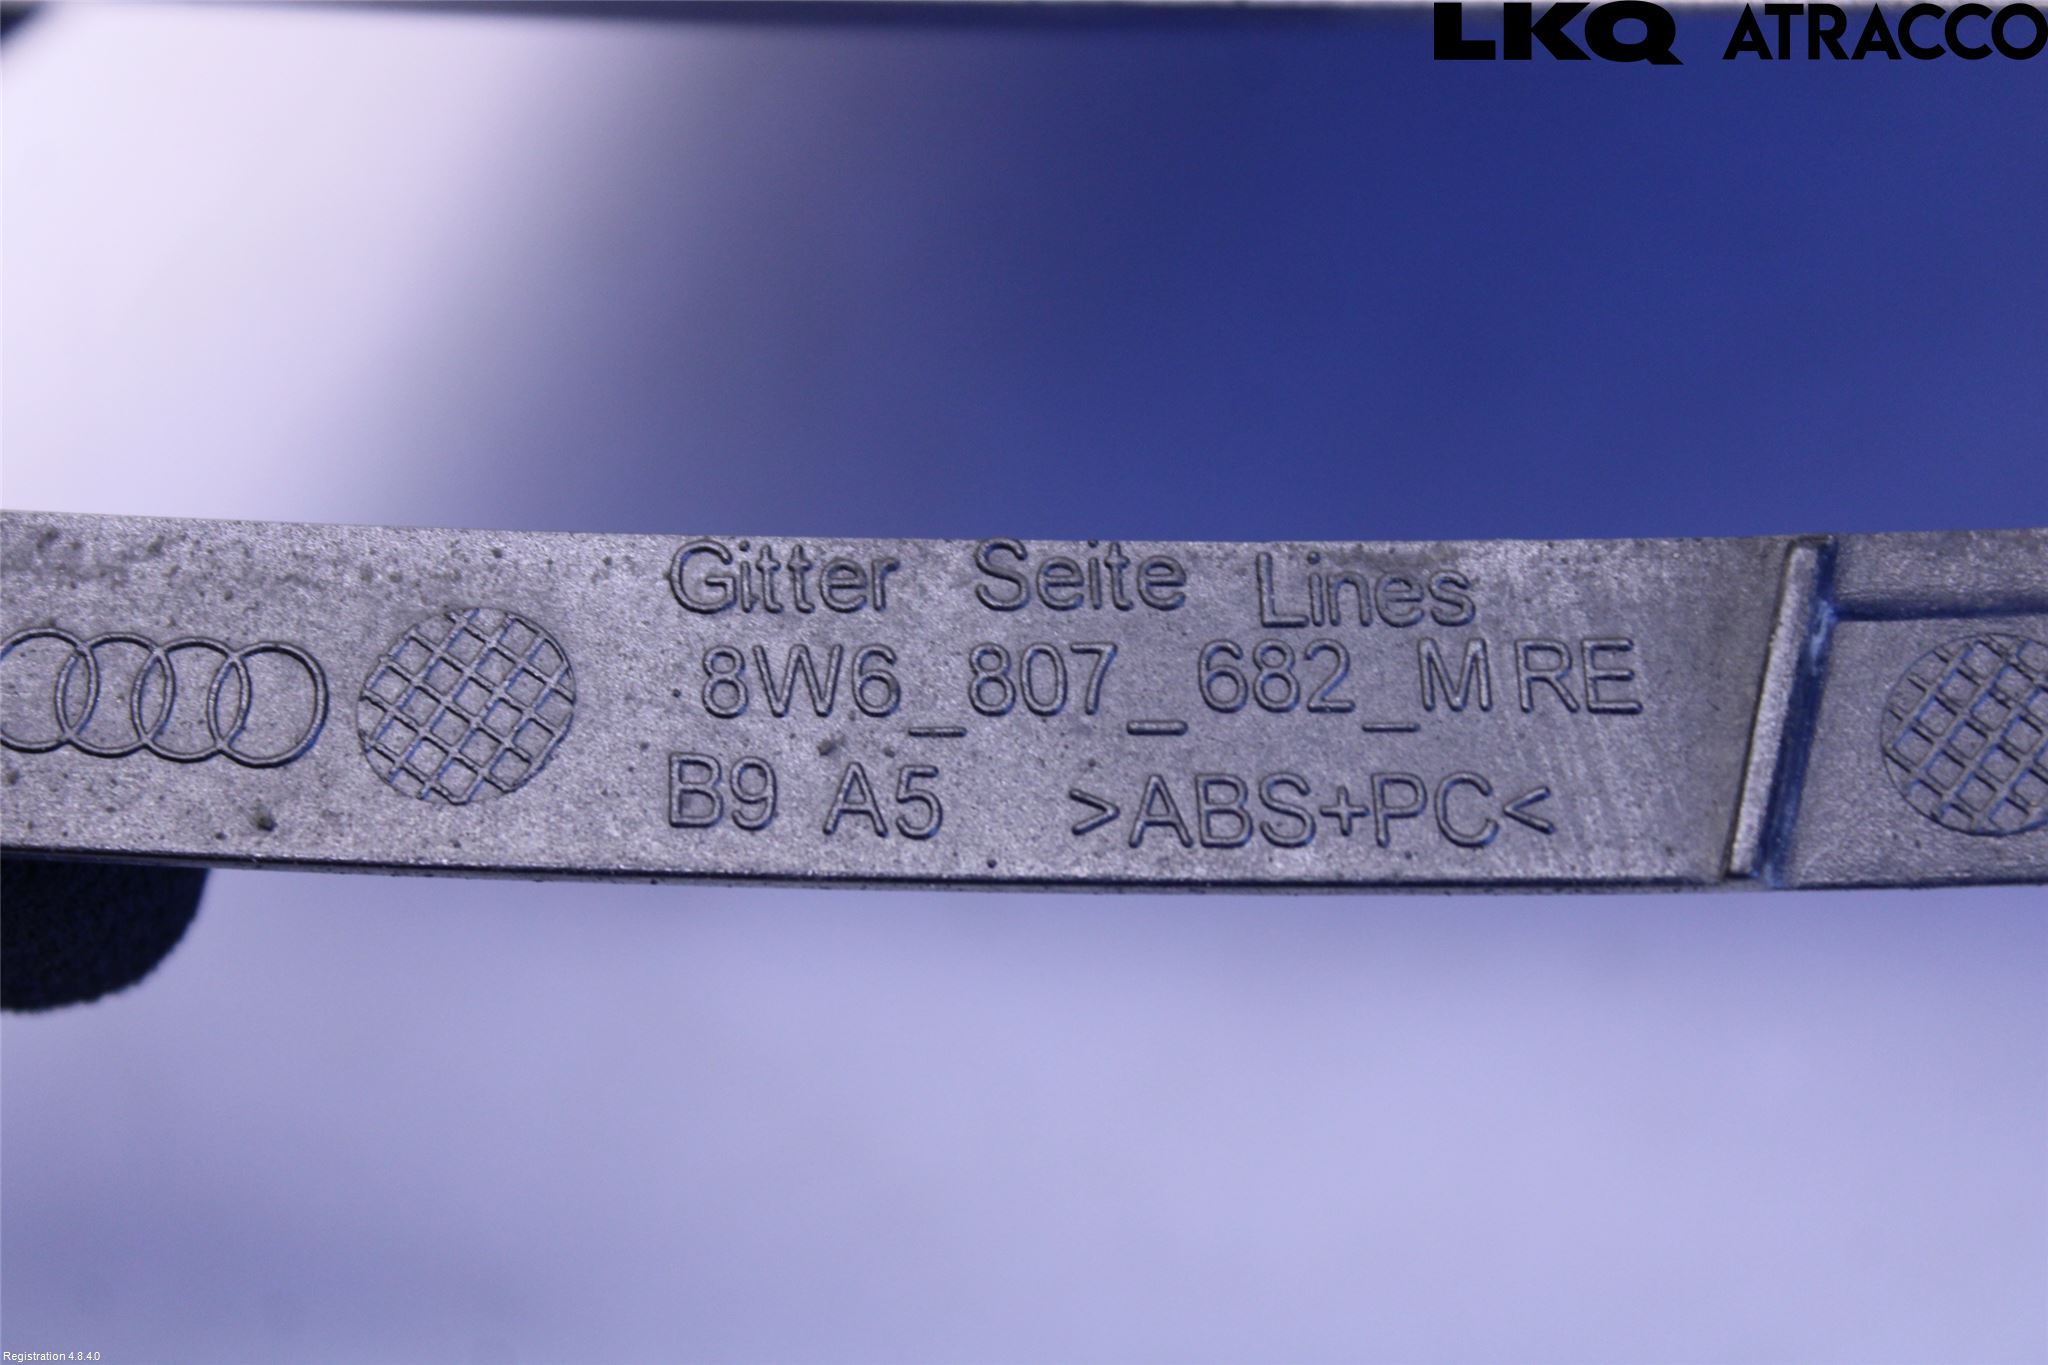 LKQ ATRACCO
Gitter Seite Lines
8W6_807_682_M RE
B9 A5 >ABS+PC<
Registration 4.8.4.0